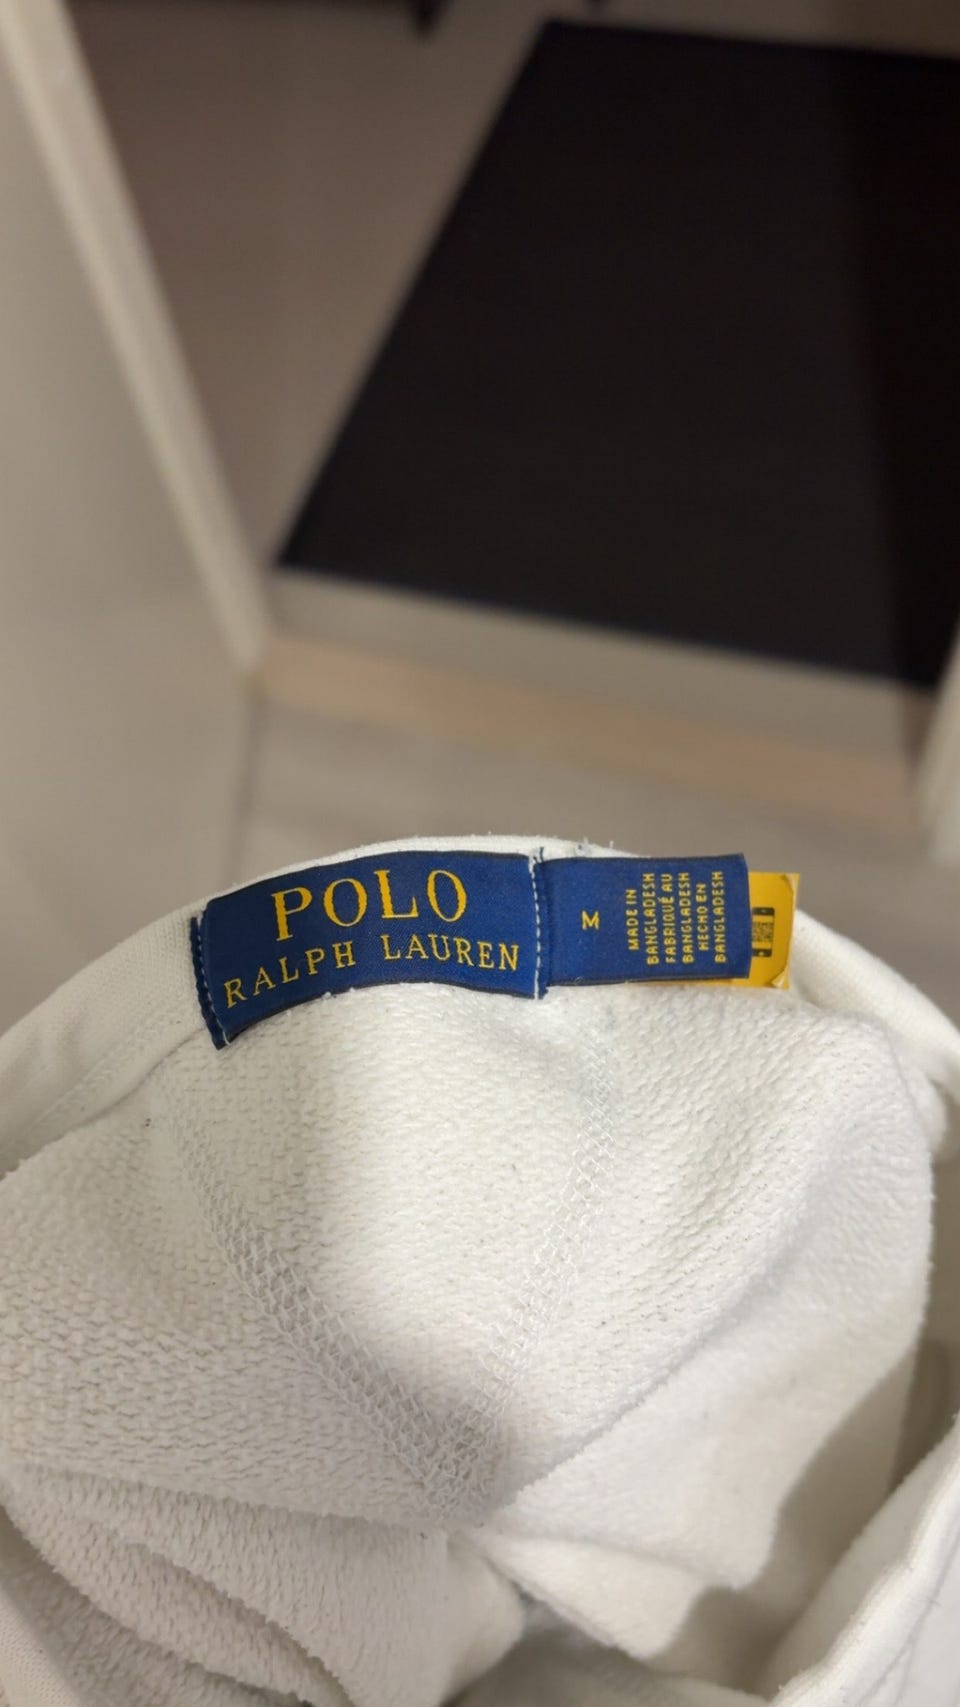 POLO
RALPH LAUREN
M
MADE IN
BANGLADESH
FABRIQUÉ AU
BANGLADESH
HECHO EN
BANGLADESH